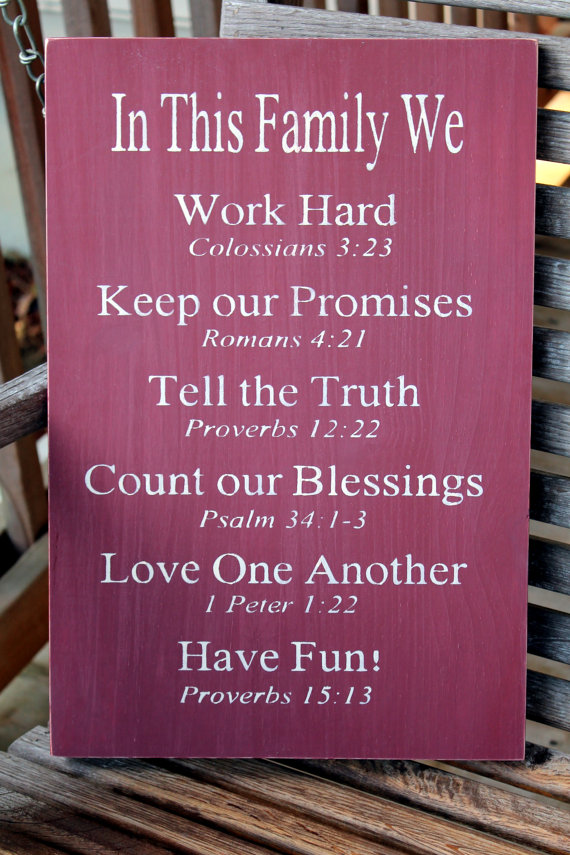 In This Family We
Work Hard
Colossians 3:23
Keep our Promises
Romans 4:21
Tell the Truth
Proverbs 12:22
Count our Blessings
Psalm 34:1-3
Love One Another
1 Peter 1:22
Have Fun!
Proverbs 15:13